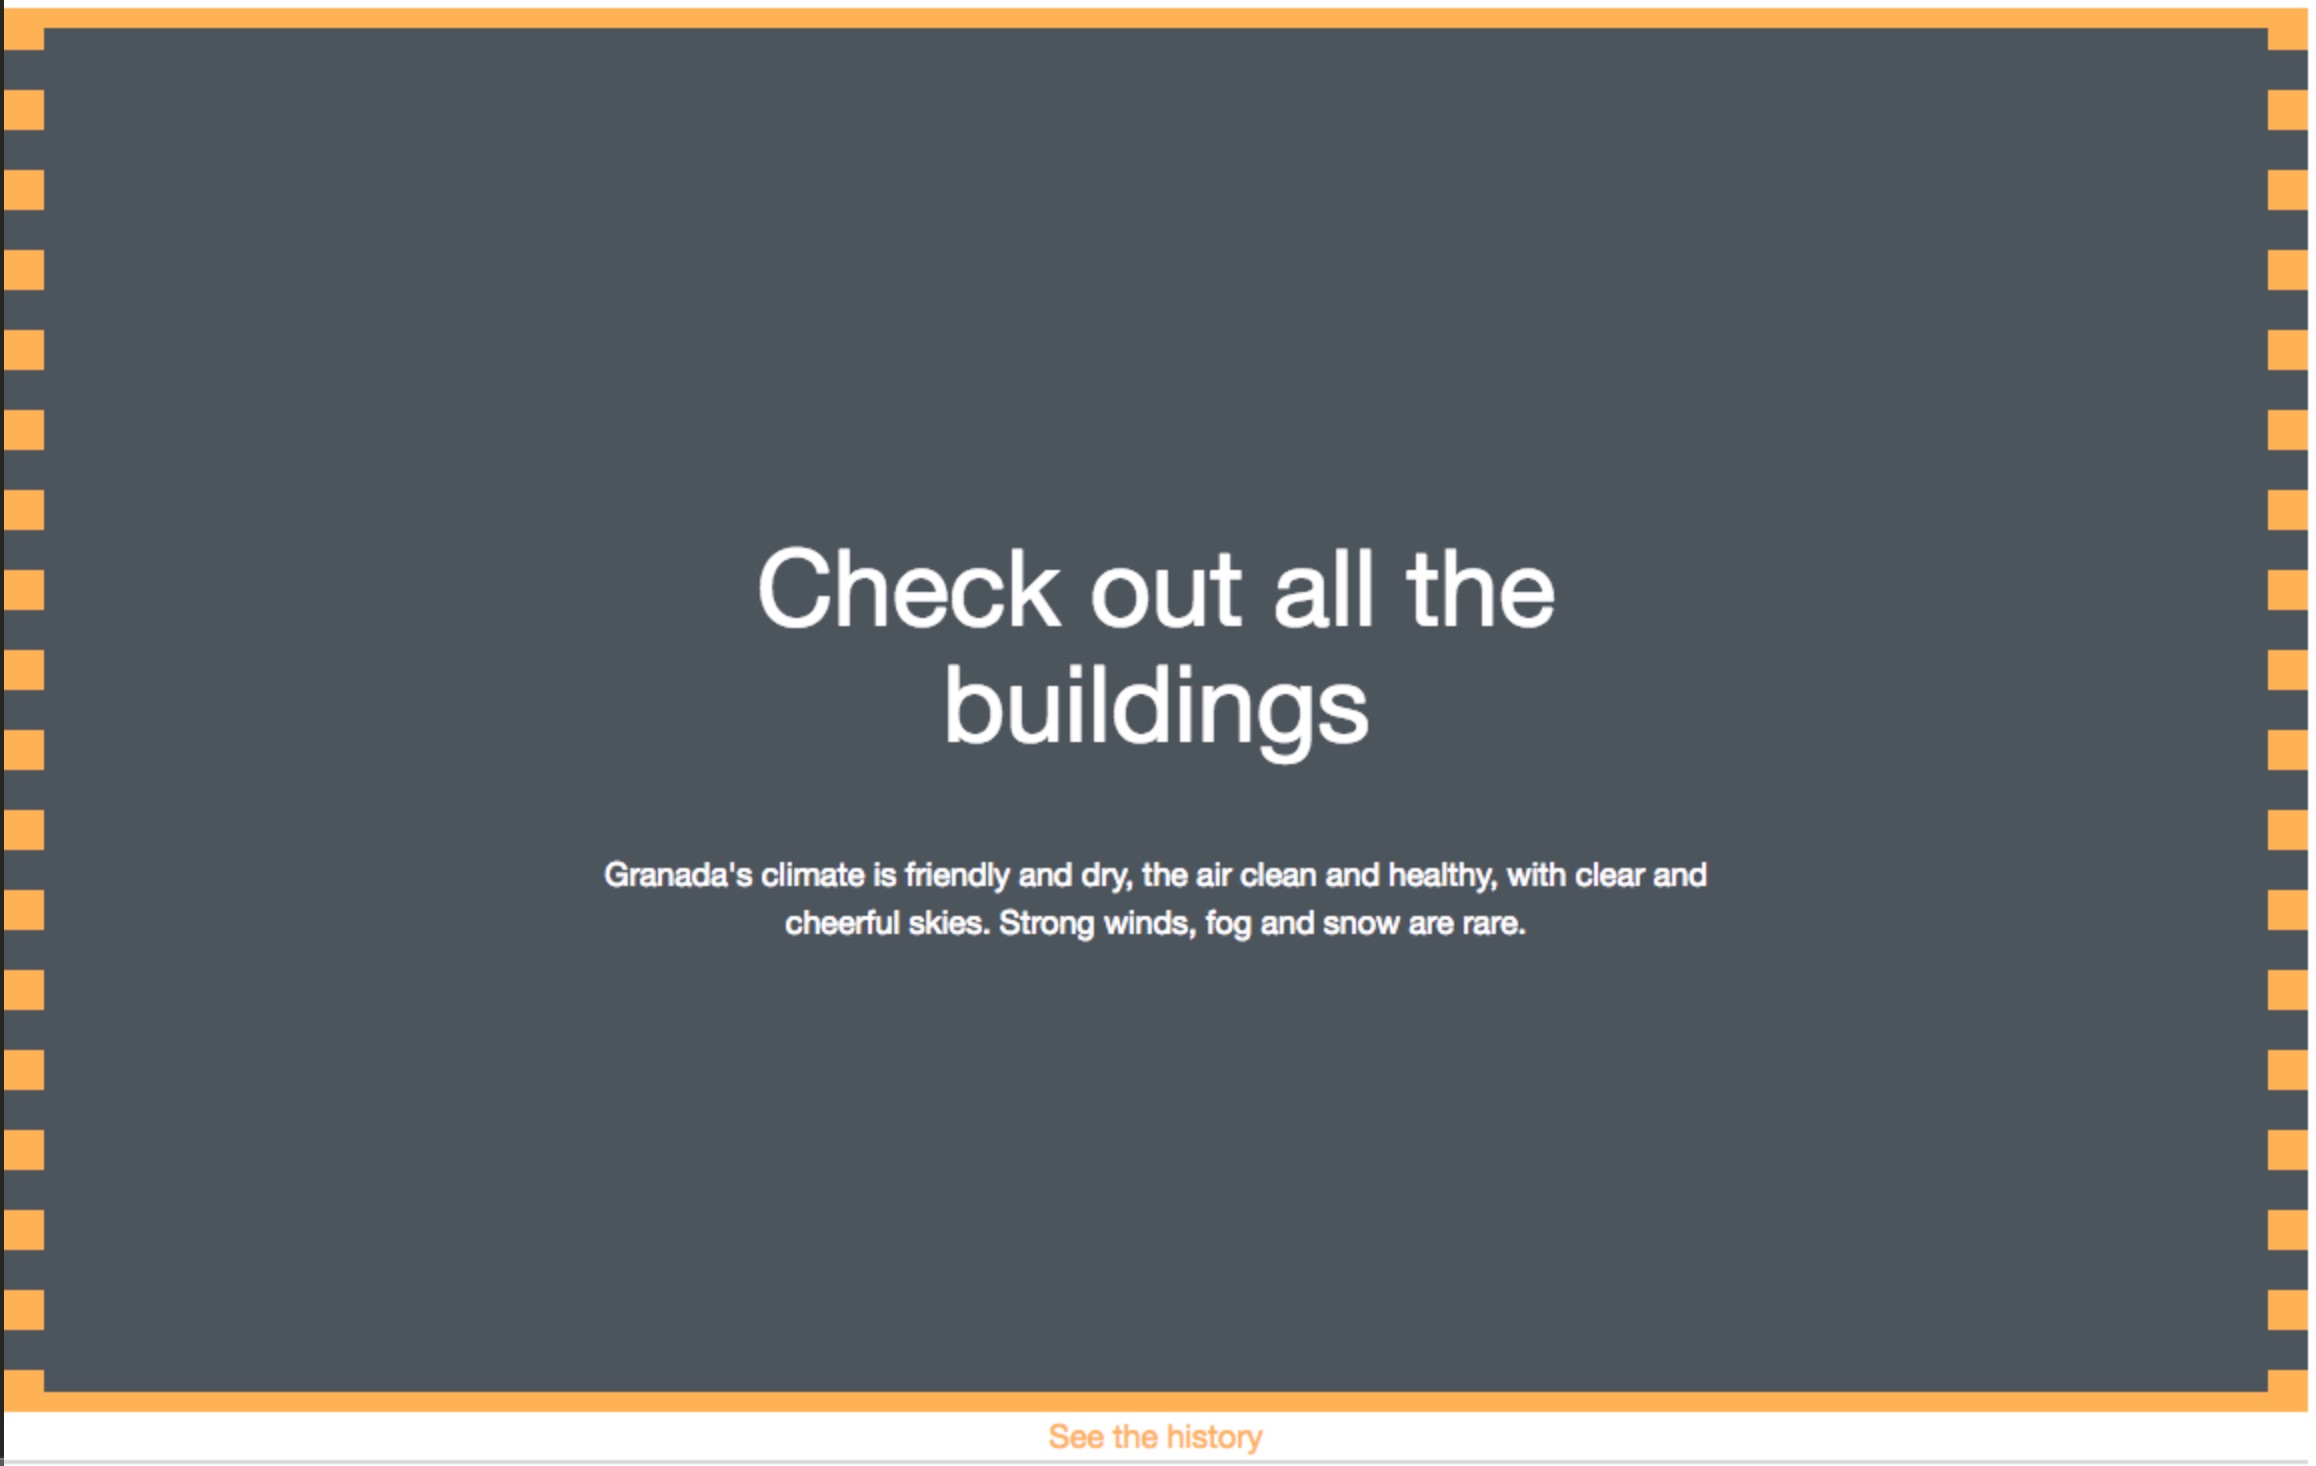 Check out all the
buildings
Granada's climate is friendly and dry, the air clean and healthy, with clear and
cheerful skies. Strong winds, fog and snow are rare.
See the history